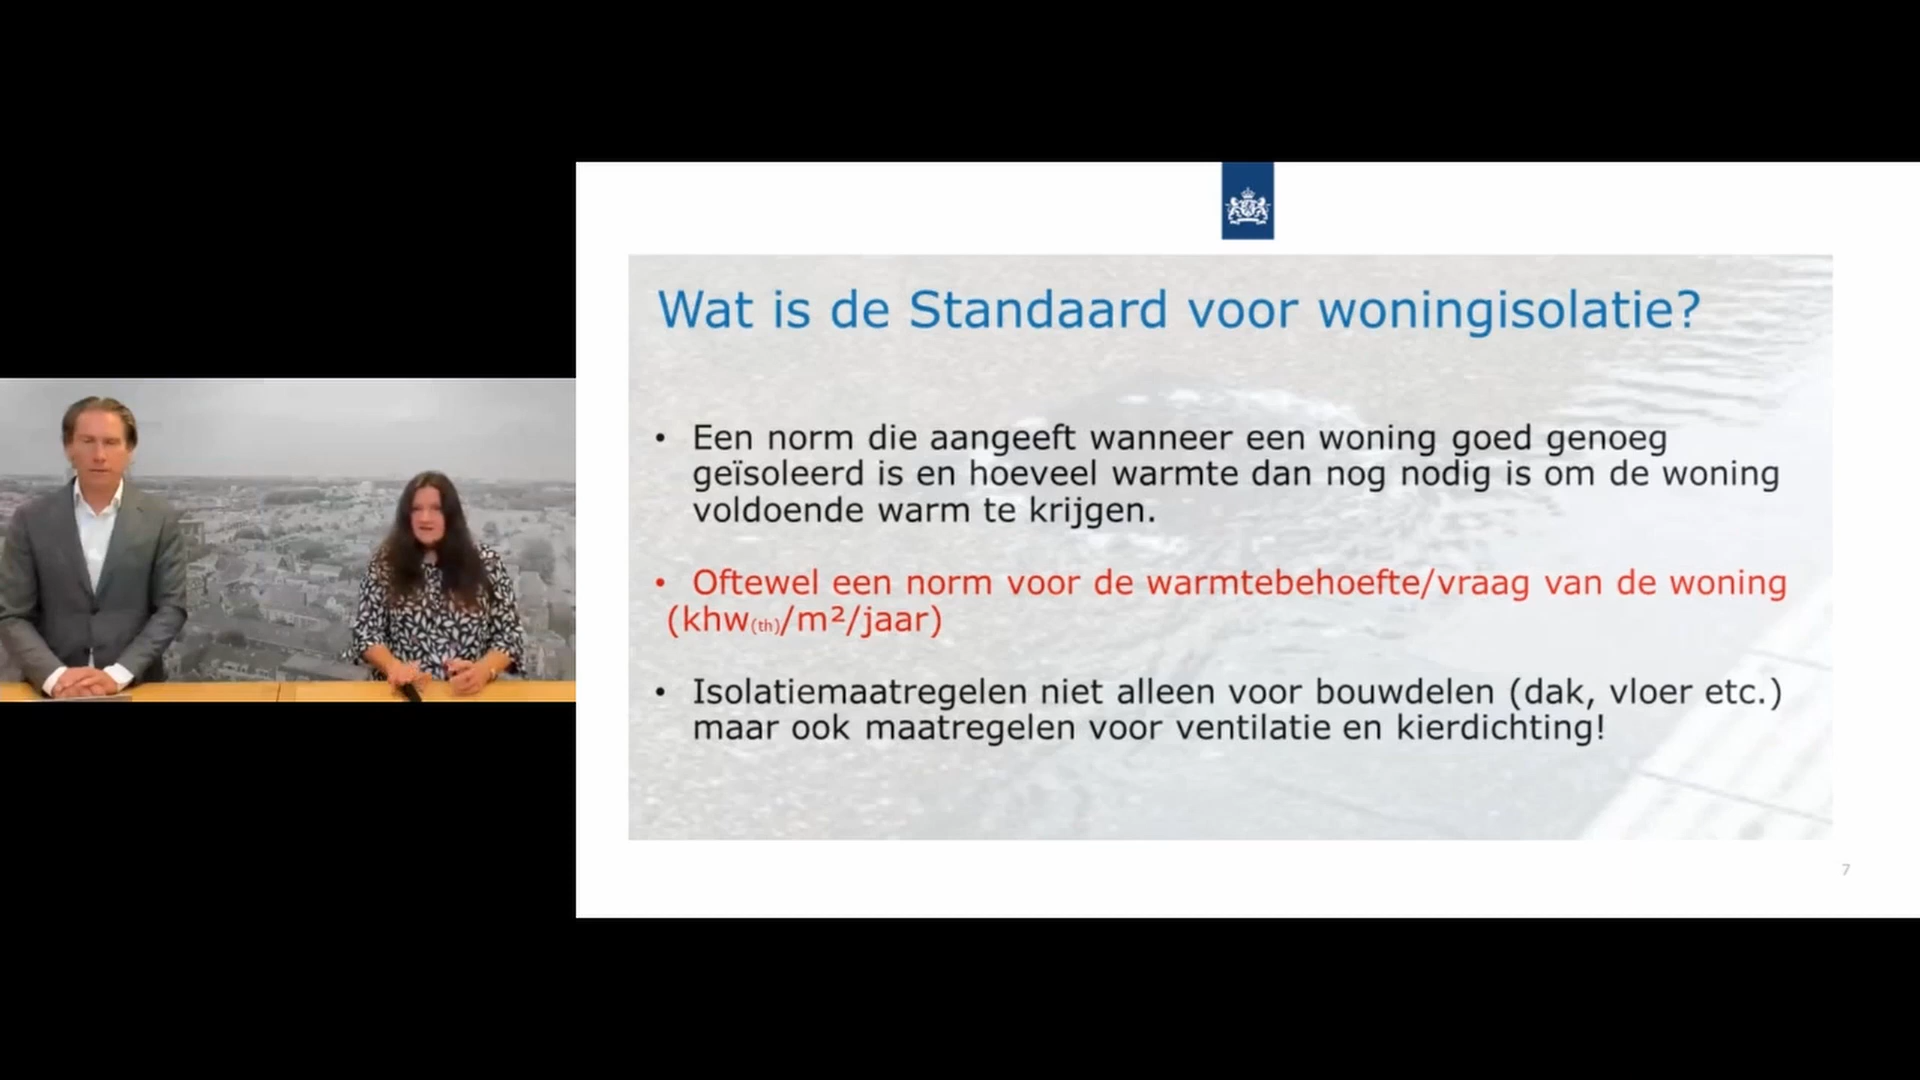 Wat is de Standaard voor woningisolatie?
• Een norm die aangeeft wanneer een woning goed genoeg
geïsoleerd is en hoeveel warmte dan nog nodig is om de woning
voldoende warm te krijgen.
• Oftewel een norm voor de warmtebehoefte/vraag van de woning
(khw(th)/m²/jaar)
• Isolatiemaatregelen niet alleen voor bouwdelen (dak, vloer etc.)
maar ook maatregelen voor ventilatie en kierdichting!
7